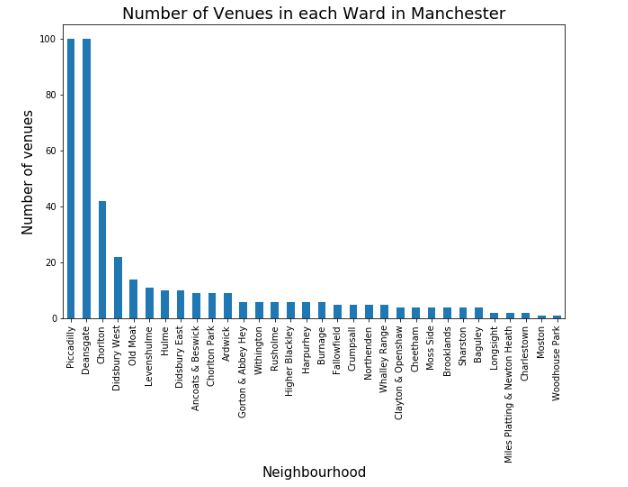 Number of Venues in each Ward in Manchester
Number of venues
100
80
60
40
20
0
Piccadilly
Deansgate
Chorlton
Didsbury West
Old Moat
Levenshulme
Hulme
Didsbury East
Ancoats & Beswick
Chorlton Park
Ardwick
Gorton & Abbey Hey
Withington
Rusholme
Higher Blackley
Harpurhey
Burnage
Fallowfield
Crumpsall
Northenden
Whalley Range
Clayton & Openshaw
Cheetham
Moss Side
Brooklands
Sharston
Baguley
Longsight
Miles Platting & Newton Heath
Charlestown
Moston
Woodhouse Park
Neighbourhood